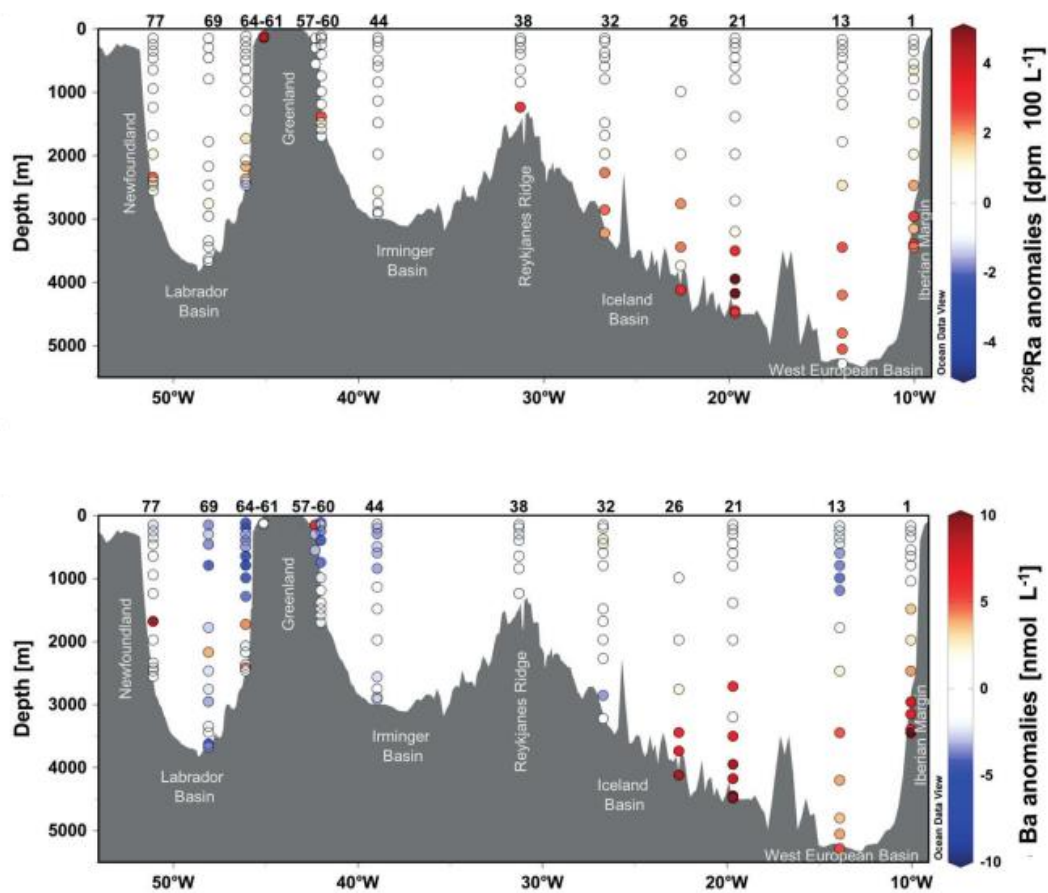 77 69 64-61 57-60 44 38 32 26 21 13 1
0
1000
2000
3000
4000
5000
Depth [m]
Newfoundland
Labrador
Basin
Greenland
Irminger
Basin
Reykjanes Ridge
Iceland
Basin
West European Basin
Iberian Margin
Ocean Data View
50°W 40°W 30°W 20°W 10°W
4
2
0
-2
-4
²²⁶Ra anomalies [dpm 100 L⁻¹]
77 69 64-61 57-60 44 38 32 26 21 13 1
0
1000
2000
3000
4000
5000
Depth [m]
Newfoundland
Labrador
Basin
Greenland
Irminger
Basin
Reykjanes Ridge
Iceland
Basin
West European Basin
Iberian Margin
Ocean Data View
50°W 40°W 30°W 20°W 10°W
10
5
0
-5
-10
Ba anomalies [nmol L⁻¹]